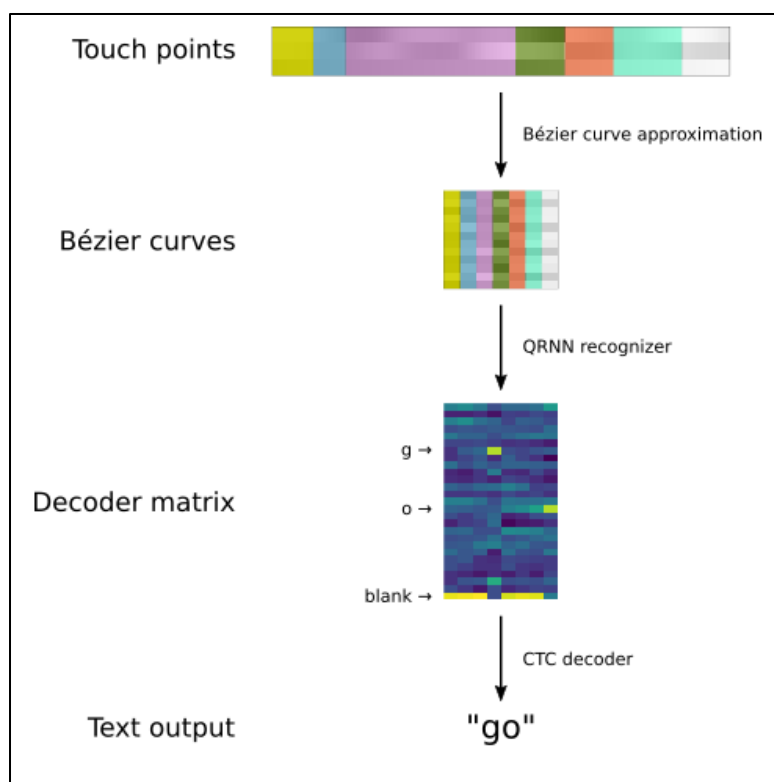 Touch points
Bézier curve approximation
Bézier curves
QRNN recognizer
g →
Decoder matrix
o →
blank →
CTC decoder
Text output
"go"